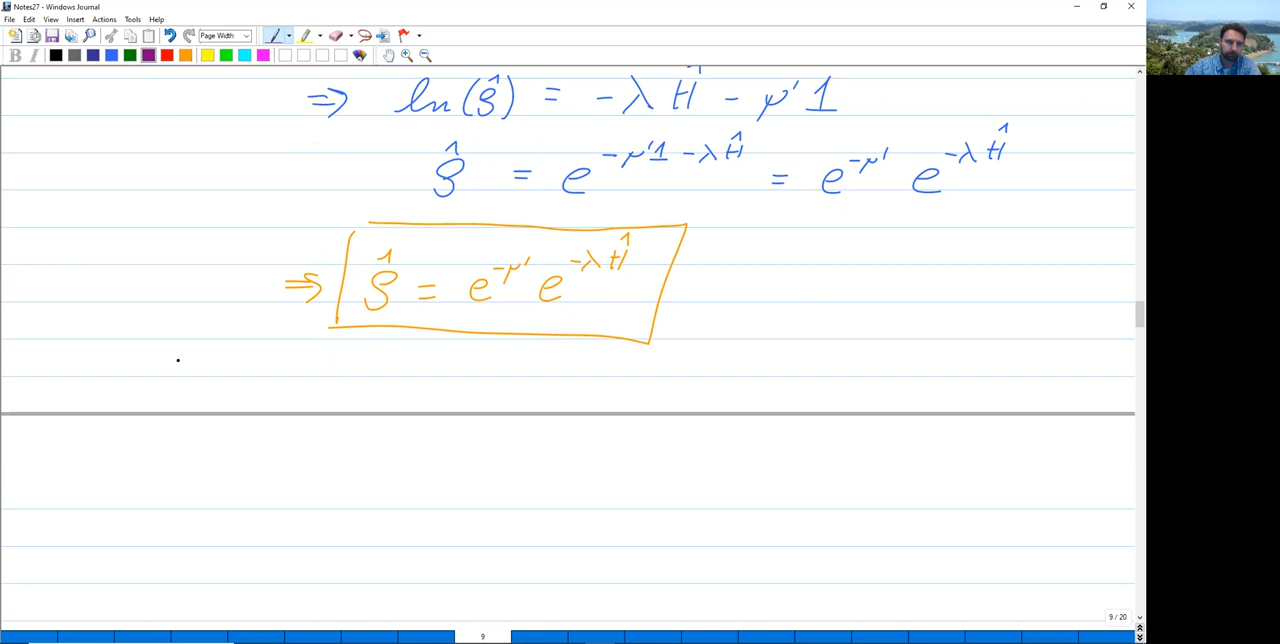 Notes27 - Windows Journal
File Edit View Insert Actions Tools Help
Page Width
B I
⇒ ln(ρ̂) = -λ Ĥ - μ' 1
ρ̂ = e^{-μ'1 -λĤ} = e^{-μ'} e^{-λĤ}
⇒ ρ̂ = e^{-μ'} e^{-λĤ}
9 / 20
9